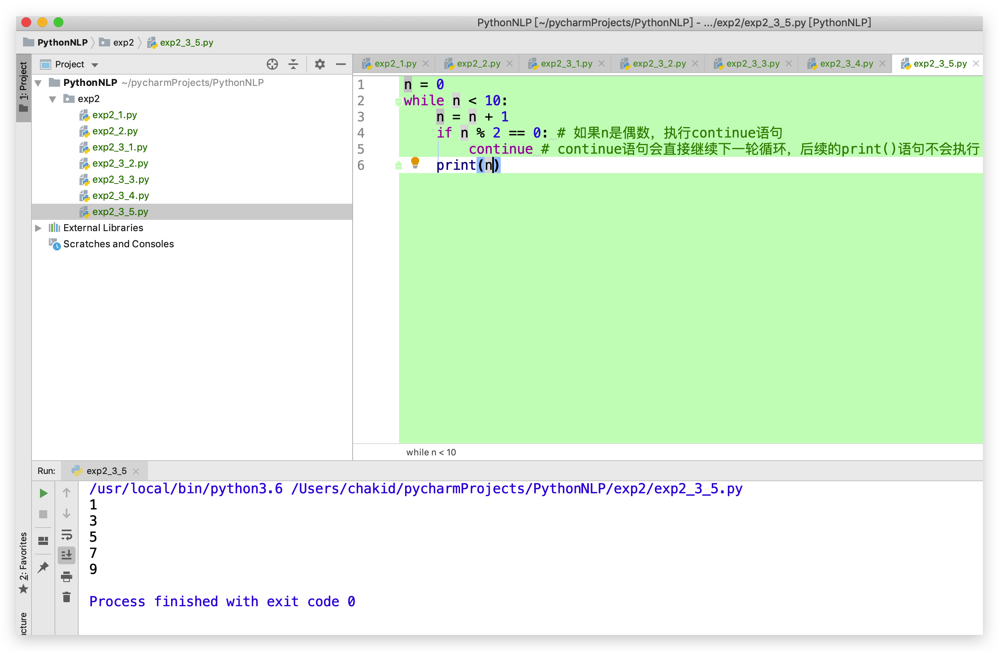 PythonNLP [~/pycharmProjects/PythonNLP] - .../exp2/exp2_3_5.py [PythonNLP]
PythonNLP exp2 exp2_3_5.py
1: Project
Project
PythonNLP ~/pycharmProjects/PythonNLP
exp2
exp2_1.py
exp2_2.py
exp2_3_1.py
exp2_3_2.py
exp2_3_3.py
exp2_3_4.py
exp2_3_5.py
External Libraries
Scratches and Consoles
exp2_1.py exp2_2.py exp2_3_1.py exp2_3_2.py exp2_3_3.py exp2_3_4.py exp2_3_5.py
1 n = 0
2 while n < 10:
3     n = n + 1
4     if n % 2 == 0: # 如果n是偶数，执行continue语句
5         continue # continue语句会直接继续下一轮循环，后续的print()语句不会执行
6     print(n)
while n < 10
Run: exp2_3_5
/usr/local/bin/python3.6 /Users/chakid/pycharmProjects/PythonNLP/exp2/exp2_3_5.py
1
3
5
7
9
Process finished with exit code 0
2: Favorites
ucture